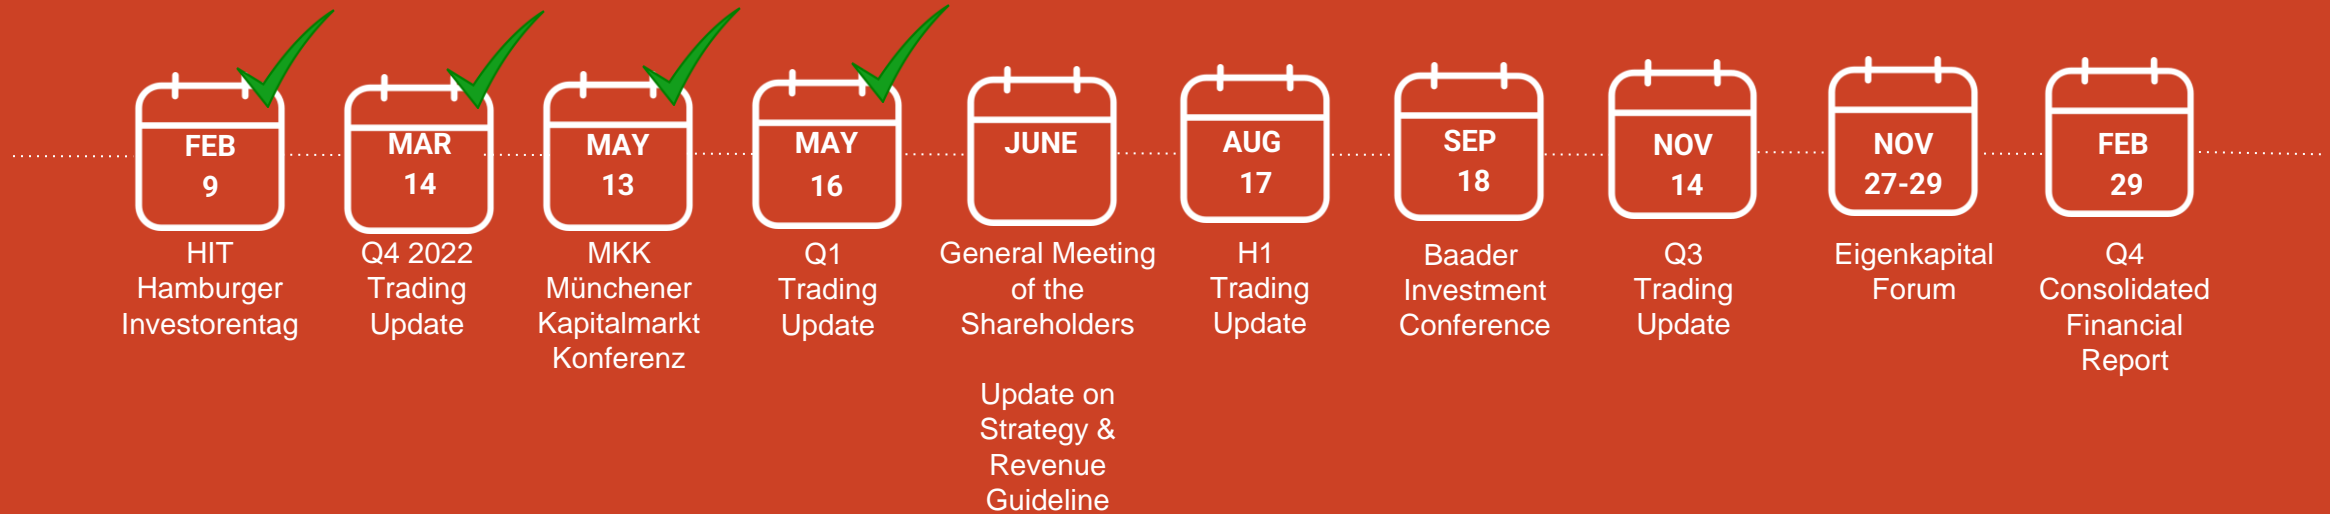 FEB
9
HIT
Hamburger
Investorentag
MAR
14
Q4 2022
Trading
Update
MAY
13
MKK
Münchener
Kapitalmarkt
Konferenz
MAY
16
Q1
Trading
Update
JUNE
General Meeting
of the
Shareholders
Update on
Strategy &
Revenue
Guideline
AUG
17
H1
Trading
Update
SEP
18
Baader
Investment
Conference
NOV
14
Q3
Trading
Update
NOV
27-29
Eigenkapital
Forum
FEB
29
Q4
Consolidated
Financial
Report